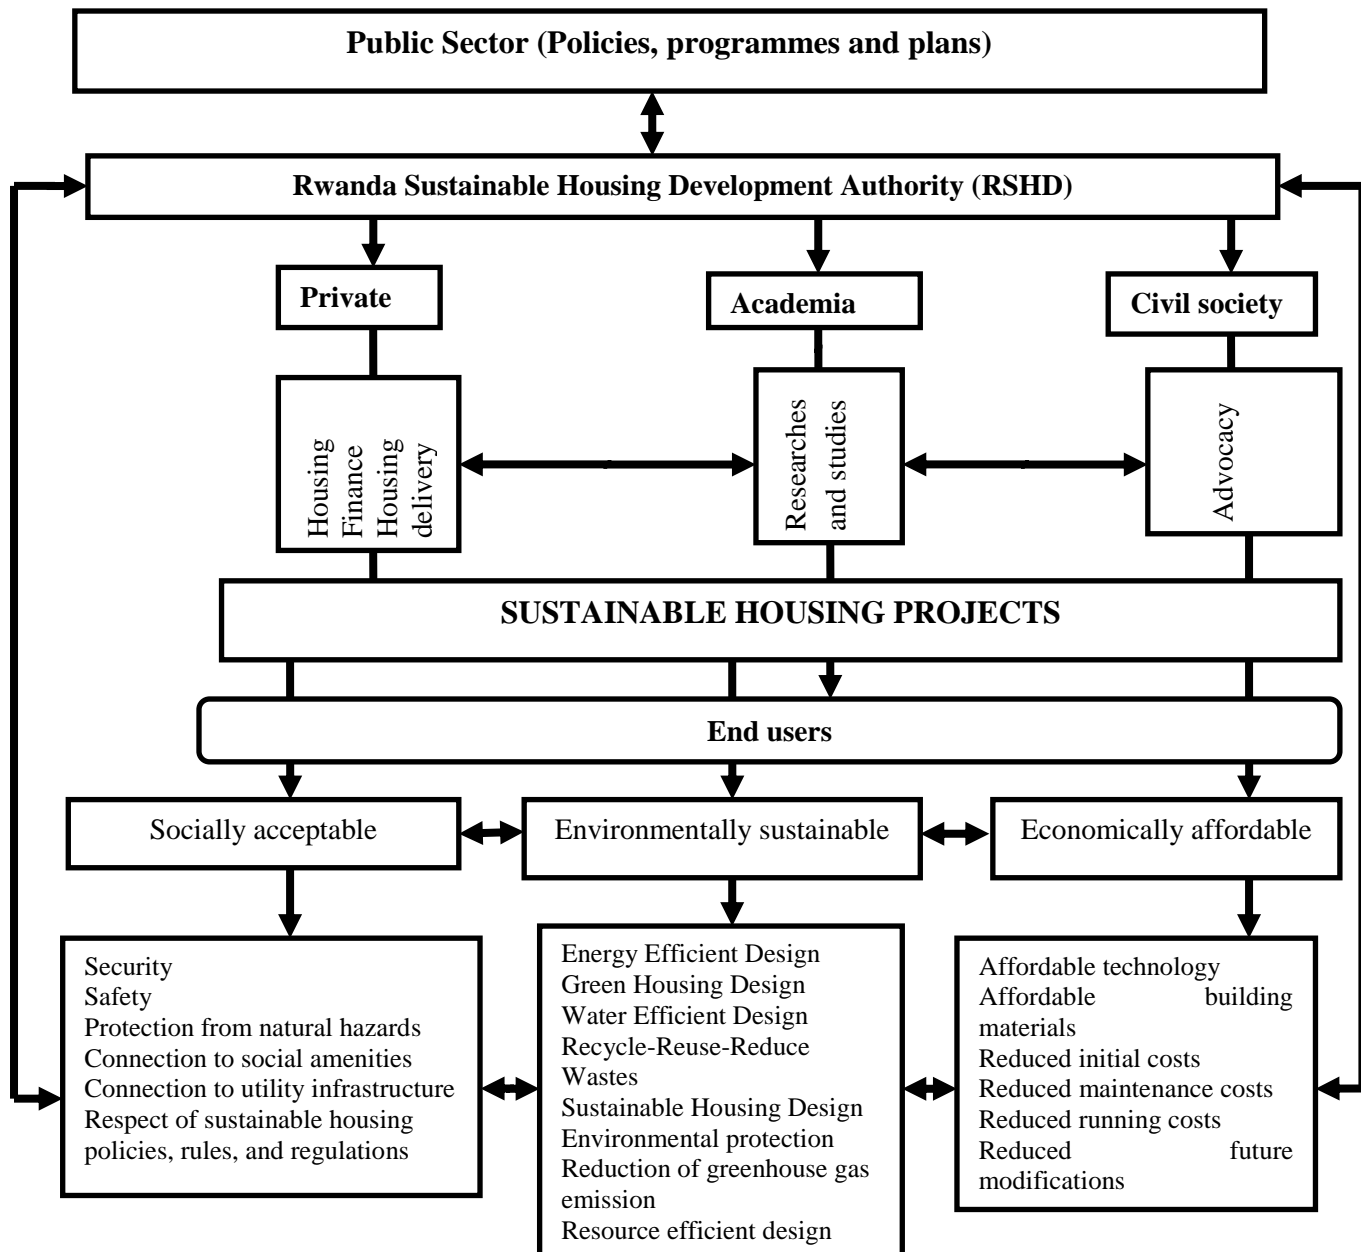 Public Sector (Policies, programmes and plans)
Rwanda Sustainable Housing Development Authority (RSHD)
Private
Academia
Civil society
Housing
Finance
Housing
delivery
Researches
and studies
Advocacy
SUSTAINABLE HOUSING PROJECTS
End users
Socially acceptable
Environmentally sustainable
Economically affordable
Security
Safety
Protection from natural hazards
Connection to social amenities
Connection to utility infrastructure
Respect of sustainable housing
policies, rules, and regulations
Energy Efficient Design
Green Housing Design
Water Efficient Design
Recycle-Reuse-Reduce
Wastes
Sustainable Housing Design
Environmental protection
Reduction of greenhouse gas
emission
Resource efficient design
Affordable technology
Affordable building
materials
Reduced initial costs
Reduced maintenance costs
Reduced running costs
Reduced future
modifications